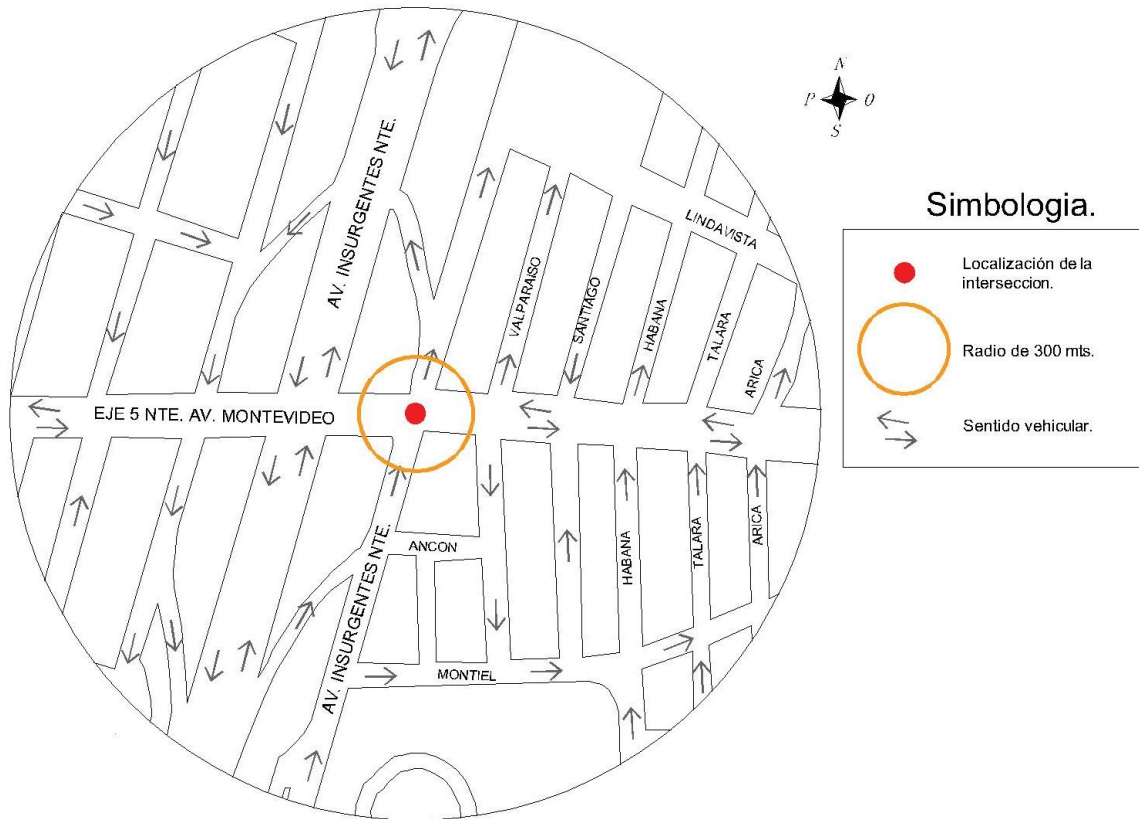 N
P
O
S
AV. INSURGENTES NTE.
LINDAVISTA
VALPARAISO
SANTIAGO
HABANA
TALARA
ARICA
EJE 5 NTE. AV. MONTEVIDEO
AV. INSURGENTES NTE.
ANCON
MONTIEL
HABANA
TALARA
ARICA
Simbologia.
Localización de la
interseccion.
Radio de 300 mts.
Sentido vehicular.